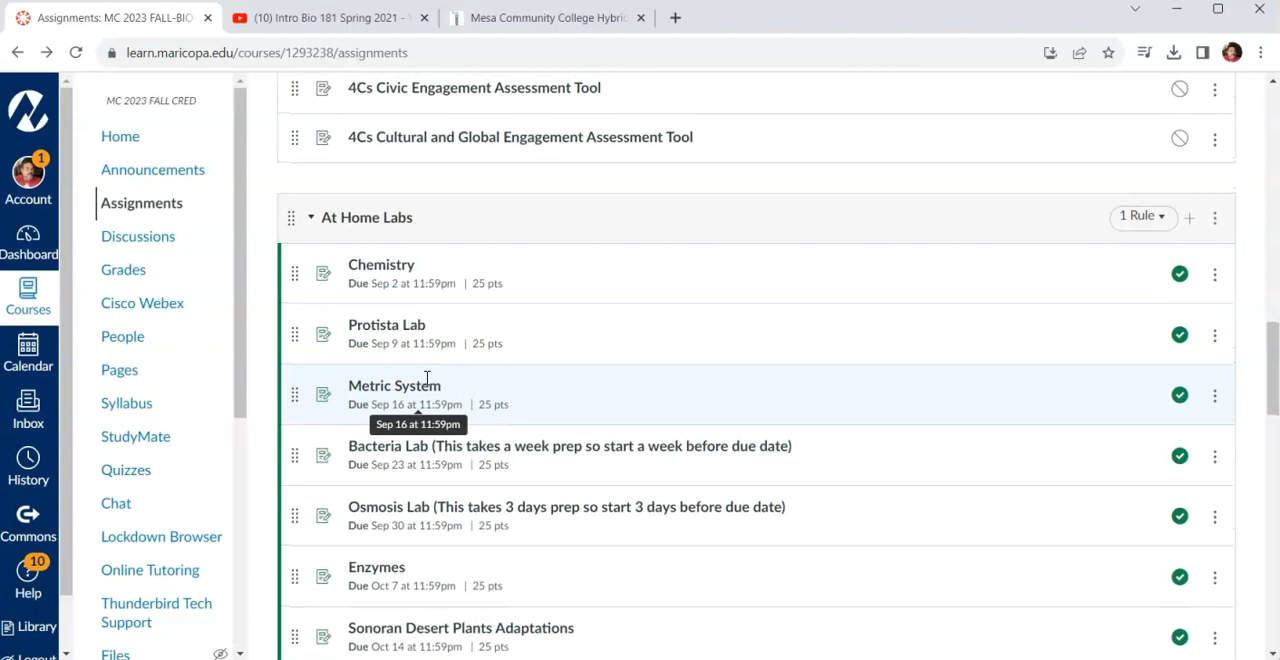 Assignments: MC 2023 FALL-BIO
(10) Intro Bio 181 Spring 2021 -
Mesa Community College Hybrid
learn.maricopa.edu/courses/1293238/assignments
1
Account
Dashboard
Courses
Calendar
Inbox
History
Commons
10
Help
Library
Logout
MC 2023 FALL CRED
Home
Announcements
Assignments
Discussions
Grades
Cisco Webex
People
Pages
Syllabus
StudyMate
Quizzes
Chat
Lockdown Browser
Online Tutoring
Thunderbird Tech
Support
Files
4Cs Civic Engagement Assessment Tool
4Cs Cultural and Global Engagement Assessment Tool
At Home Labs
1 Rule
Chemistry
Due Sep 2 at 11:59pm | 25 pts
Protista Lab
Due Sep 9 at 11:59pm | 25 pts
Metric System
Due Sep 16 at 11:59pm | 25 pts
Sep 16 at 11:59pm
Bacteria Lab (This takes a week prep so start a week before due date)
Due Sep 23 at 11:59pm | 25 pts
Osmosis Lab (This takes 3 days prep so start 3 days before due date)
Due Sep 30 at 11:59pm | 25 pts
Enzymes
Due Oct 7 at 11:59pm | 25 pts
Sonoran Desert Plants Adaptations
Due Oct 14 at 11:59pm | 25 pts